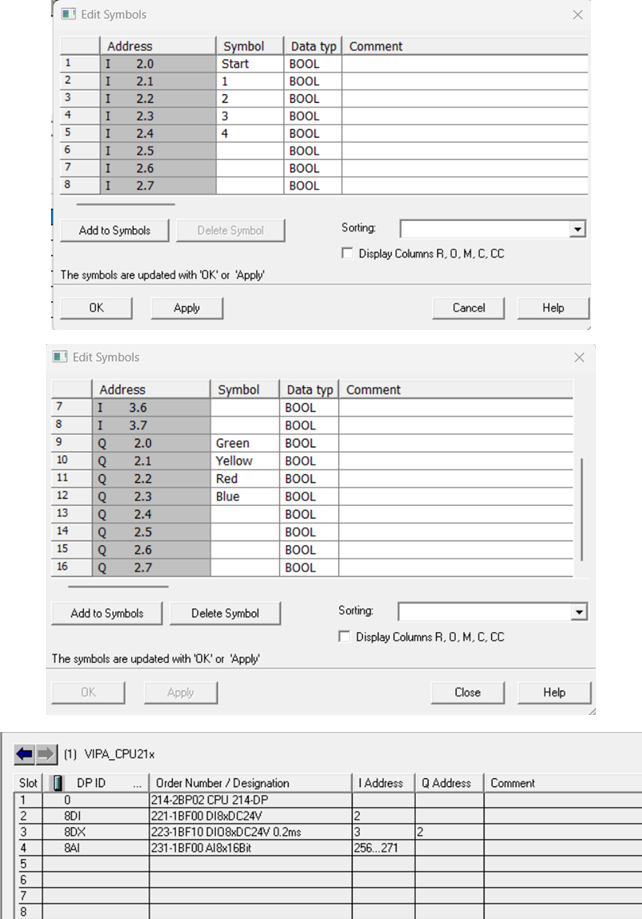 Edit Symbols
Address Symbol Data typ Comment
1 I 2.0 Start BOOL
2 I 2.1 1 BOOL
3 I 2.2 2 BOOL
4 I 2.3 3 BOOL
5 I 2.4 4 BOOL
6 I 2.5 BOOL
7 I 2.6 BOOL
8 I 2.7 BOOL
Add to Symbols Delete Symbol Sorting:
Display Columns R, O, M, C, CC
The symbols are updated with 'OK' or 'Apply'
OK Apply Cancel Help
Edit Symbols
Address Symbol Data typ Comment
7 I 3.6 BOOL
8 I 3.7 BOOL
9 Q 2.0 Green BOOL
10 Q 2.1 Yellow BOOL
11 Q 2.2 Red BOOL
12 Q 2.3 Blue BOOL
13 Q 2.4 BOOL
14 Q 2.5 BOOL
15 Q 2.6 BOOL
16 Q 2.7 BOOL
Add to Symbols Delete Symbol Sorting:
Display Columns R, O, M, C, CC
The symbols are updated with 'OK' or 'Apply'
OK Apply Close Help
(1) VIPA_CPU21x
Slot DP ID ... Order Number / Designation I Address Q Address Comment
1 0 214-2BP02 CPU 214-DP
2 8DI 221-1BF00 DI8xDC24V 2
3 8DX 223-1BF10 DIO8xDC24V 0.2ms 3 2
4 8AI 231-1BF00 AI8x16Bit 256...271
5
6
7
8